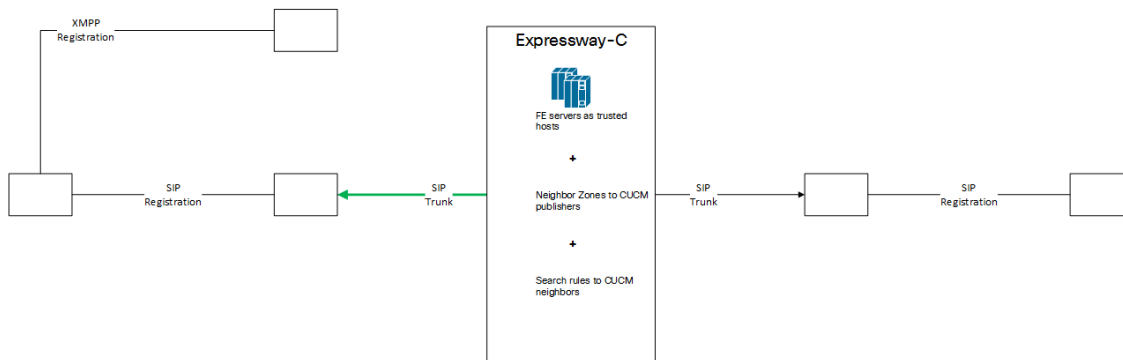 XMPP
Registration
Expressway-C
FE servers as trusted
hosts
+
SIP
Registration
SIP
Trunk
Neighbor Zones to CUCM
publishers
SIP
Trunk
SIP
Registration
+
Search rules to CUCM
neighbors